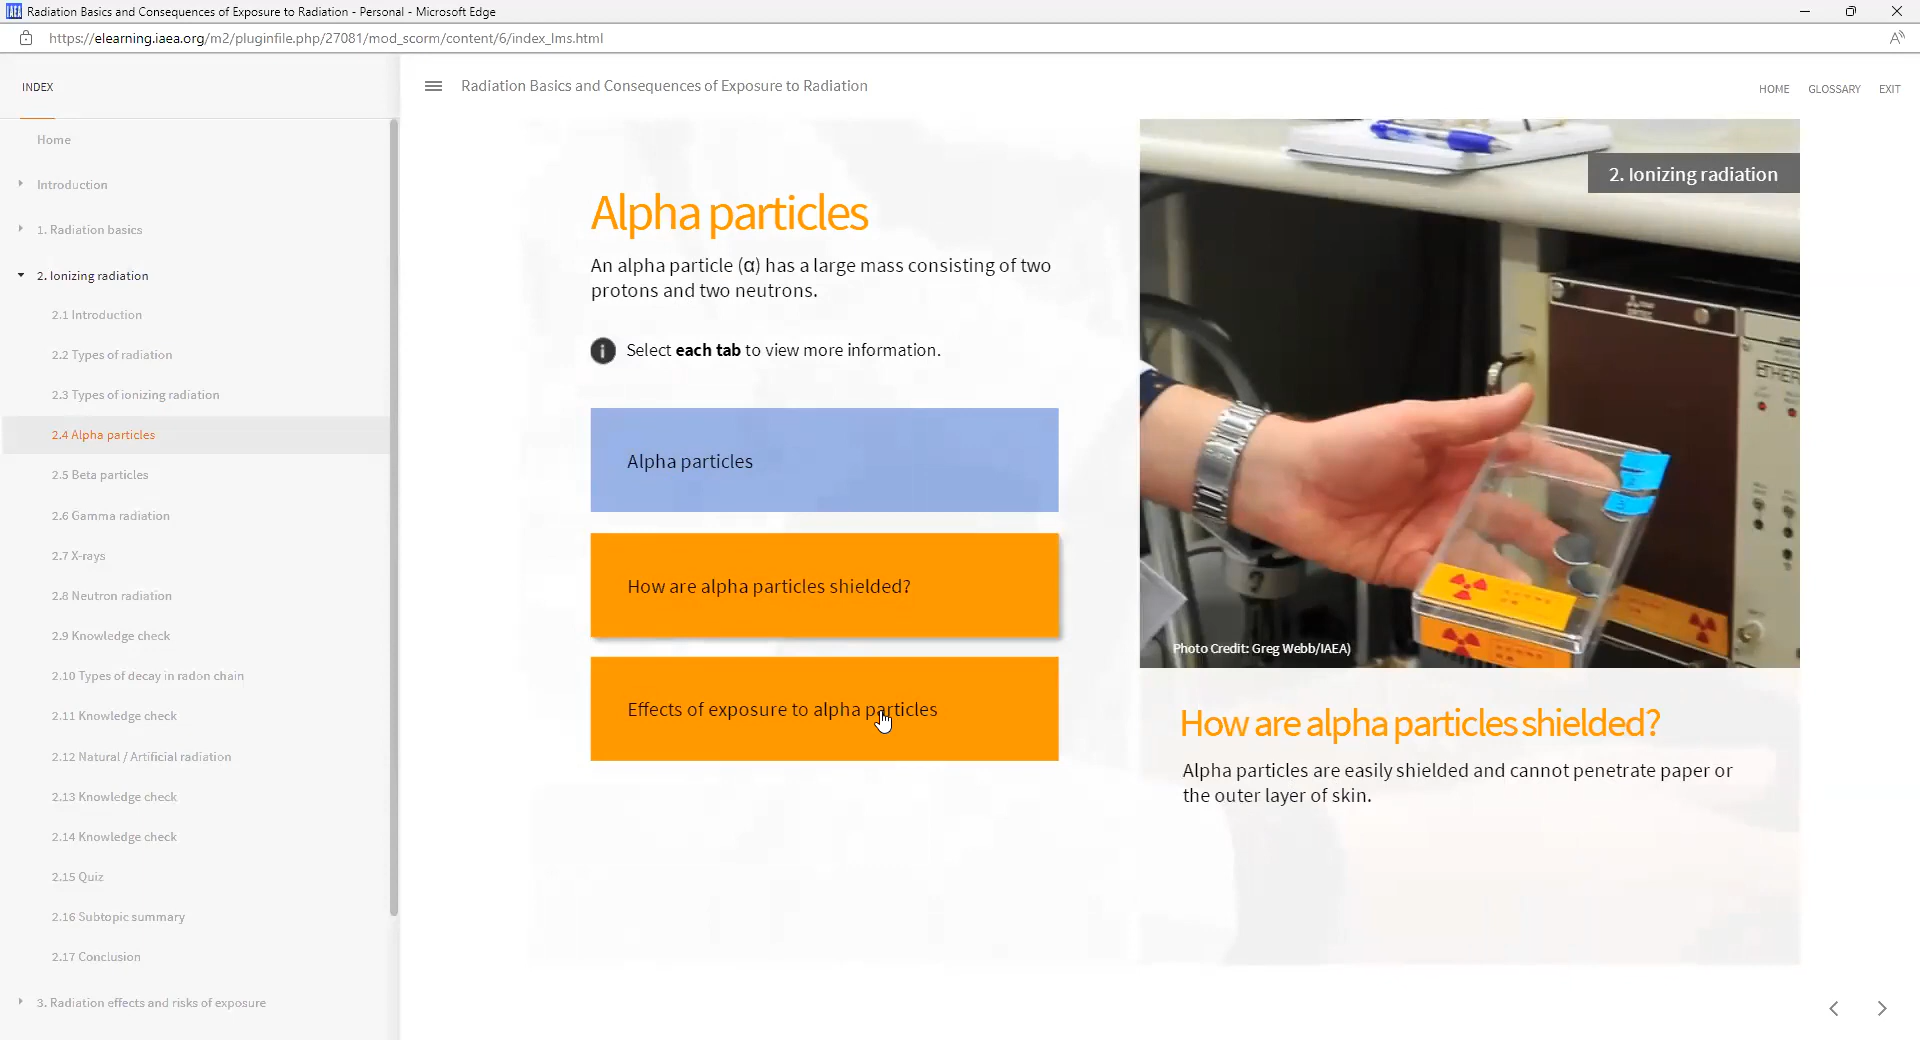 Radiation Basics and Consequences of Exposure to Radiation - Personal - Microsoft Edge
https://elearning.iaea.org/m2/pluginfile.php/27081/mod_scorm/content/6/index_lms.html
INDEX
Home
Introduction
1. Radiation basics
2. Ionizing radiation
2.1 Introduction
2.2 Types of radiation
2.3 Types of ionizing radiation
2.4 Alpha particles
2.5 Beta particles
2.6 Gamma radiation
2.7 X-rays
2.8 Neutron radiation
2.9 Knowledge check
2.10 Types of decay in radon chain
2.11 Knowledge check
2.12 Natural / Artificial radiation
2.13 Knowledge check
2.14 Knowledge check
2.15 Quiz
2.16 Subtopic summary
2.17 Conclusion
3. Radiation effects and risks of exposure
Radiation Basics and Consequences of Exposure to Radiation
HOME GLOSSARY EXIT
Alpha particles
An alpha particle (α) has a large mass consisting of two
protons and two neutrons.
Select each tab to view more information.
Alpha particles
How are alpha particles shielded?
Effects of exposure to alpha particles
2. Ionizing radiation
Photo Credit: Greg Webb/IAEA)
How are alpha particles shielded?
Alpha particles are easily shielded and cannot penetrate paper or
the outer layer of skin.